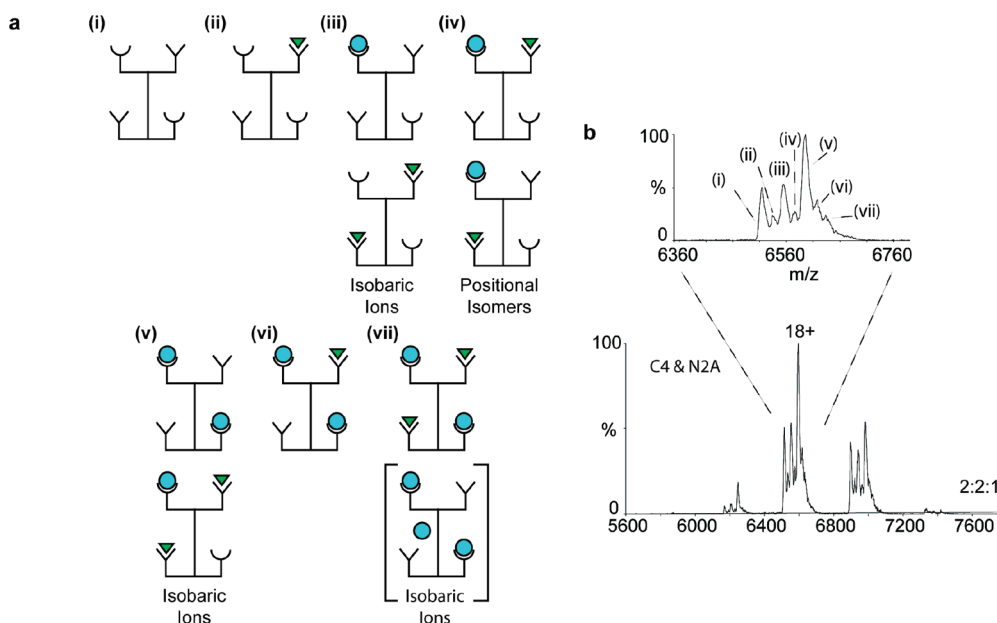 a
(i) (ii) (iii) (iv)
Isobaric Ions
Positional Isomers
(v) (vi) (vii)
Isobaric Ions
Isobaric Ions
b
100
%
0
(i) (ii) (iii) (iv) (v) (vi) (vii)
6360 6560 6760
m/z
18+
C4 & N2A
100
%
0
2:2:1
5600 6000 6400 6800 7200 7600